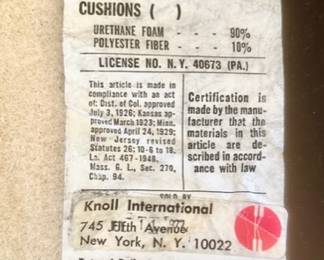 CUSHIONS ( )
URETHANE FOAM - - - 90%
POLYESTER FIBER - - - 10%
LICENSE NO. N.Y. 40673 (PA.)
This article is made in
compliance with an act
of: Dist. of Col. approved
July 3, 1926; Kansas ap-
proved March 1923; Minn.
approved April 24, 1929;
New Jersey revised
Statutes 26; 10-6 to 18.
La. Act 467-1948.
Mass. G. L., Sec. 270,
Chap. 94.
Certification is
made by the manu-
facturer that the
materials in this
article are de-
scribed in accord-
ance with law
SOLD BY
Knoll International
745 Avenue
New York, N. Y. 10022